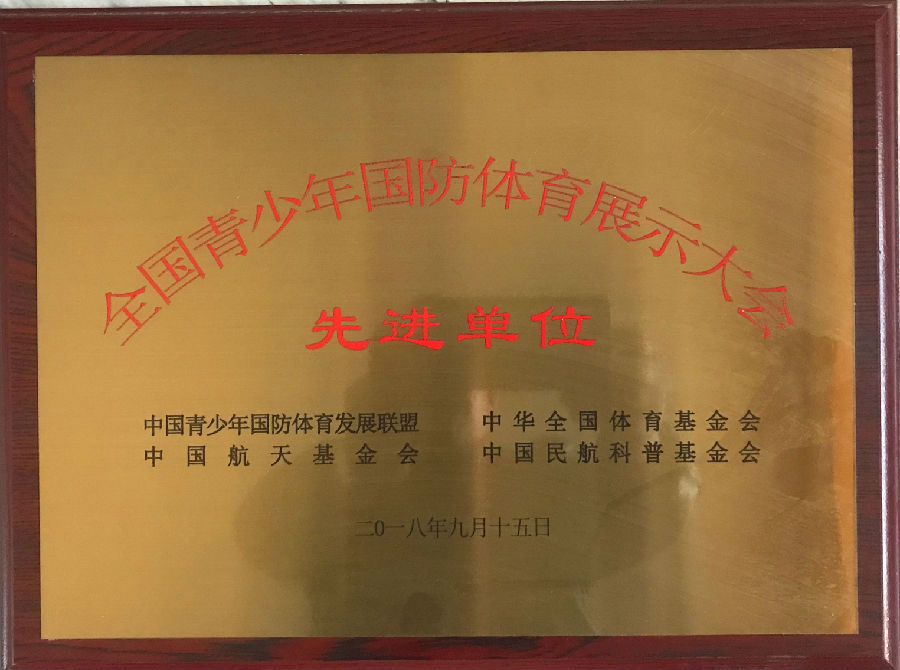 全国青少年国防体育展示大会
先进单位
中国青少年国防体育发展联盟 中华全国体育基金会
中国航天基金会 中国民航科普基金会
二0一八年九月十五日